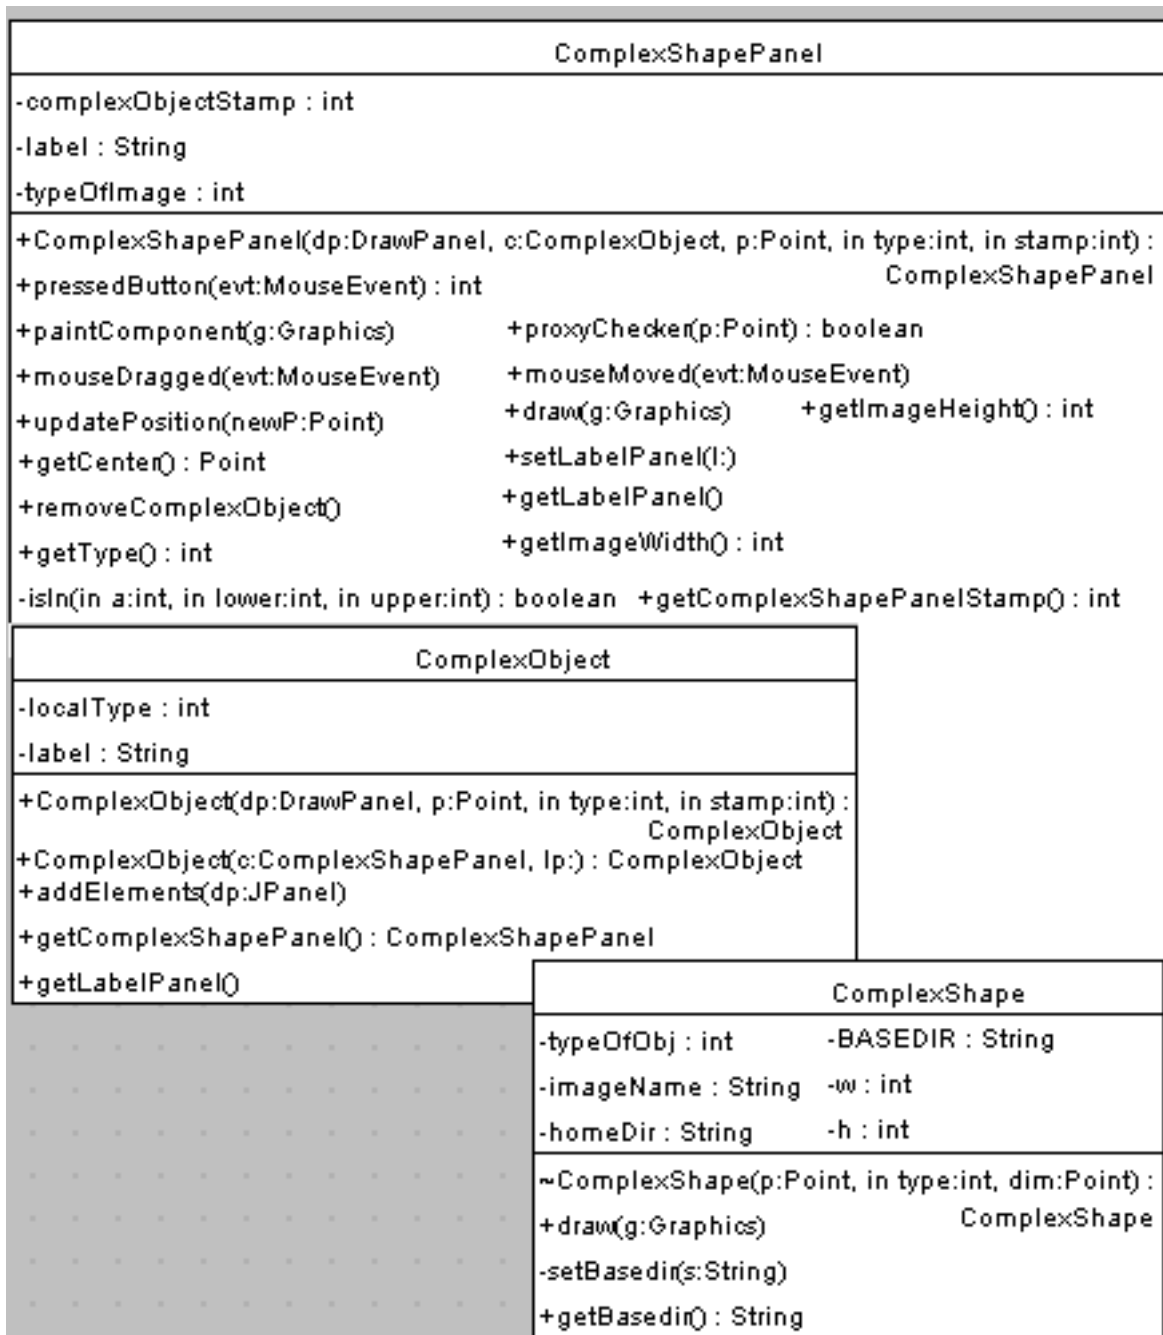 ComplexShapePanel
-complexObjectStamp : int
-label : String
-typeOfImage : int
+ComplexShapePanel(dp:DrawPanel, c:ComplexObject, p:Point, in type:int, in stamp:int) :
ComplexShapePanel
+pressedButton(evt:MouseEvent) : int
+paintComponent(g:Graphics) +proxyChecker(p:Point) : boolean
+mouseDragged(evt:MouseEvent) +mouseMoved(evt:MouseEvent)
+updatePosition(newP:Point) +draw(g:Graphics) +getImageHeight() : int
+getCenter() : Point +setLabelPanel(l:)
+removeComplexObject() +getLabelPanel()
+getType() : int +getImageWidth() : int
-isIn(in a:int, in lower:int, in upper:int) : boolean +getComplexShapePanelStamp() : int
ComplexObject
-localType : int
-label : String
+ComplexObject(dp:DrawPanel, p:Point, in type:int, in stamp:int) :
ComplexObject
+ComplexObject(c:ComplexShapePanel, lp:) : ComplexObject
+addElements(dp:JPanel)
+getComplexShapePanel() : ComplexShapePanel
+getLabelPanel()
ComplexShape
-typeOfObj : int -BASEDIR : String
-imageName : String -w : int
-homeDir : String -h : int
~ComplexShape(p:Point, in type:int, dim:Point) :
ComplexShape
+draw(g:Graphics)
-setBasedir(s:String)
+getBasedir() : String